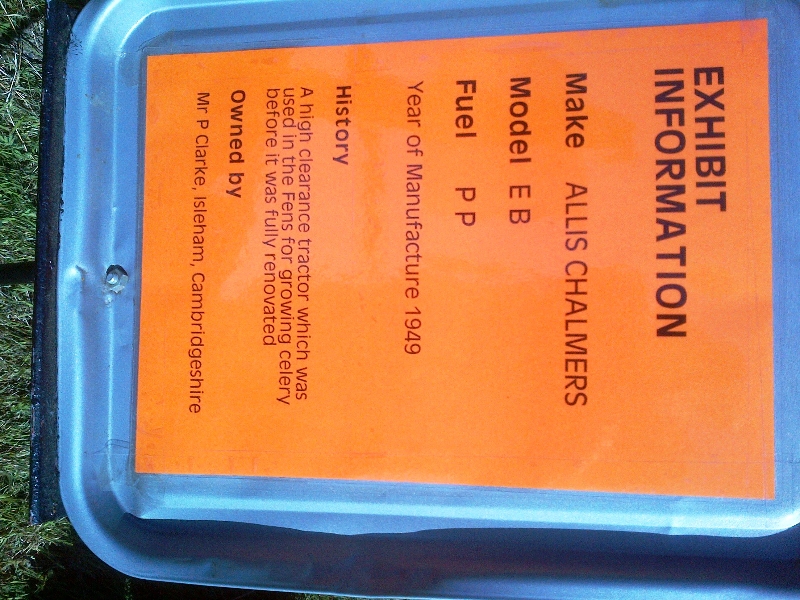 EXHIBIT
INFORMATION
Make ALLIS CHALMERS
Model E B
Fuel P P
Year of Manufacture 1949
History
A high clearance tractor which was
used in the Fens for growing celery
before it was fully renovated
Owned by
Mr P Clarke, Isleham, Cambridgeshire